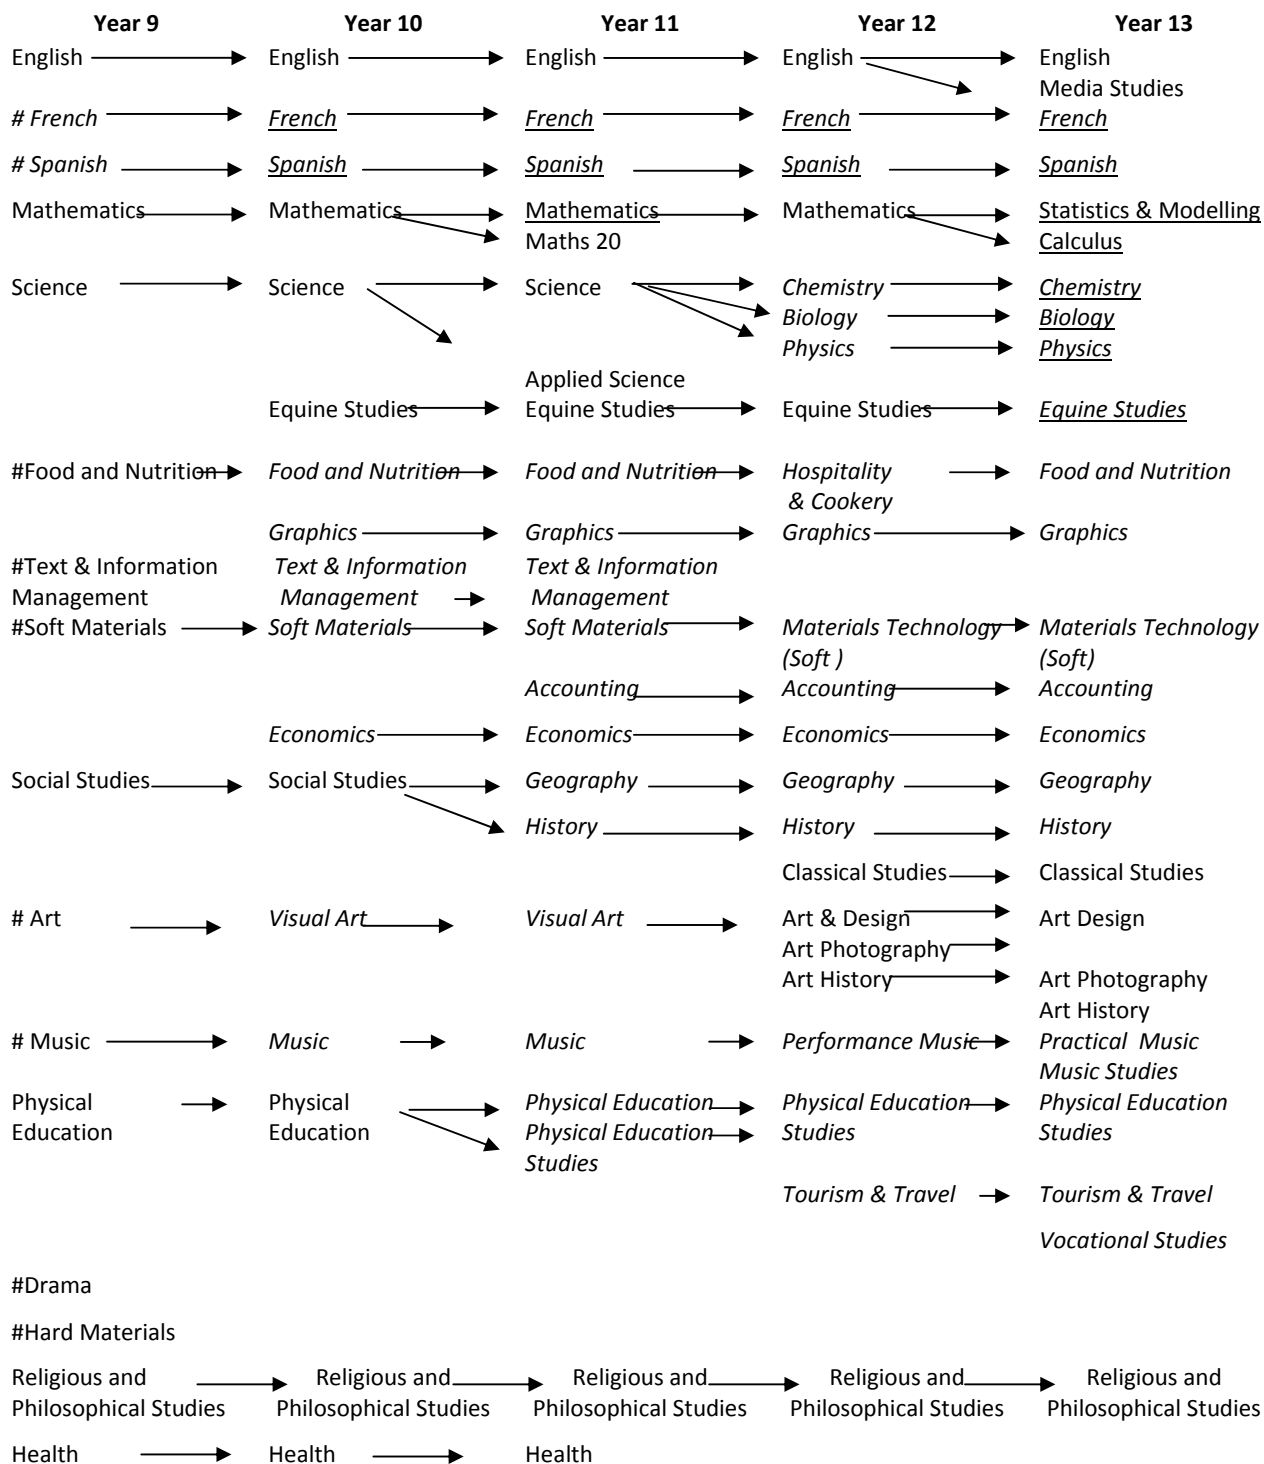 Year 9 Year 10 Year 11 Year 12 Year 13
English English English English English
Media Studies
# French French French French French
# Spanish Spanish Spanish Spanish Spanish
Mathematics Mathematics Mathematics Mathematics Statistics & Modelling
Maths 20 Calculus
Science Science Science Chemistry Chemistry
Biology Biology
Physics Physics
Applied Science
Equine Studies Equine Studies Equine Studies Equine Studies
#Food and Nutrition Food and Nutrition Food and Nutrition Hospitality Food and Nutrition
& Cookery
Graphics Graphics Graphics Graphics
#Text & Information Text & Information Text & Information
Management Management Management
#Soft Materials Soft Materials Soft Materials Materials Technology Materials Technology
(Soft ) (Soft)
Accounting Accounting Accounting
Economics Economics Economics Economics
Social Studies Social Studies Geography Geography Geography
History History History
Classical Studies Classical Studies
# Art Visual Art Visual Art Art & Design Art Design
Art Photography
Art History Art Photography
Art History
# Music Music Music Performance Music Practical Music
Music Studies
Physical Physical Physical Education Physical Education Physical Education
Education Education Physical Education Studies Studies
Studies
Tourism & Travel Tourism & Travel
Vocational Studies
#Drama
#Hard Materials
Religious and Religious and Religious and Religious and Religious and
Philosophical Studies Philosophical Studies Philosophical Studies Philosophical Studies Philosophical Studies
Health Health Health